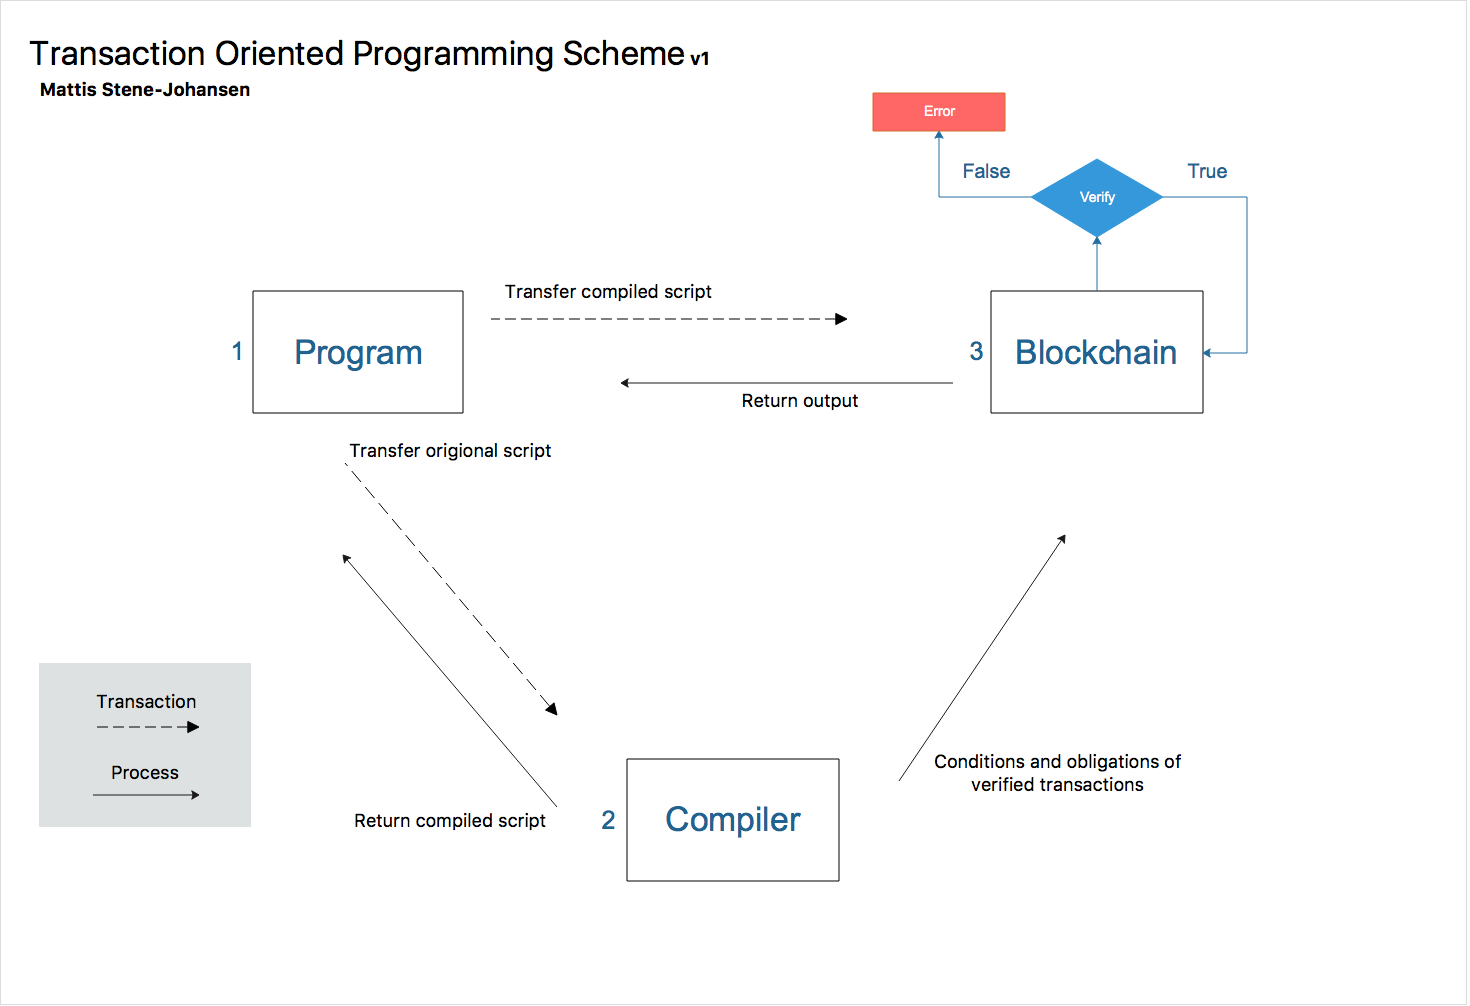 Transaction Oriented Programming Scheme v1
Mattis Stene-Johansen
Error
False
True
Verify
Transfer compiled script
1
Program
3
Blockchain
Return output
Transfer origional script
Transaction
Process
Conditions and obligations of
verified transactions
Return compiled script
2
Compiler